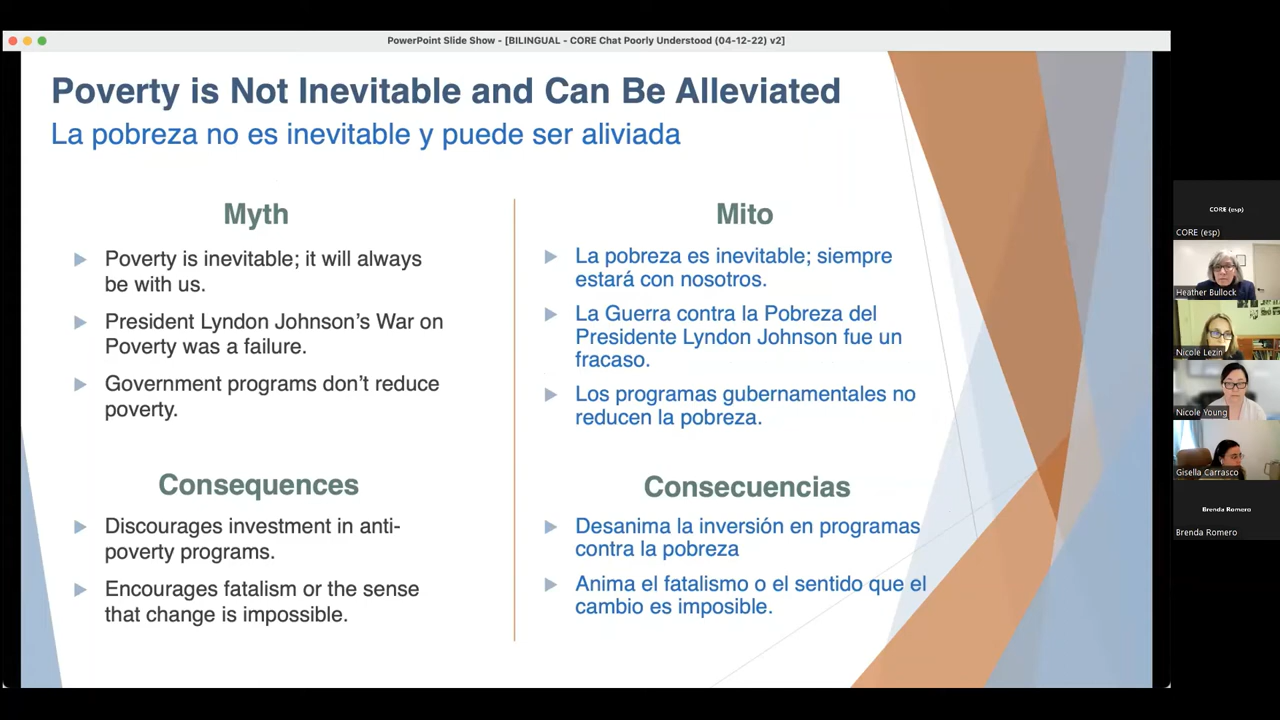 PowerPoint Slide Show - [BILINGUAL - CORE Chat Poorly Understood (04-12-22) v2]
Poverty is Not Inevitable and Can Be Alleviated
La pobreza no es inevitable y puede ser aliviada
Myth
Poverty is inevitable; it will always
be with us.
President Lyndon Johnson’s War on
Poverty was a failure.
Government programs don’t reduce
poverty.
Consequences
Discourages investment in anti-
poverty programs.
Encourages fatalism or the sense
that change is impossible.
Mito
La pobreza es inevitable; siempre
estará con nosotros.
La Guerra contra la Pobreza del
Presidente Lyndon Johnson fue un
fracaso.
Los programas gubernamentales no
reducen la pobreza.
Consecuencias
Desanima la inversión en programas
contra la pobreza
Anima el fatalismo o el sentido que el
cambio es imposible.
CORE (esp)
CORE (esp)
Heather Bullock
Nicole Lezin
Nicole Young
Gisella Carrasco
Brenda Romero
Brenda Romero